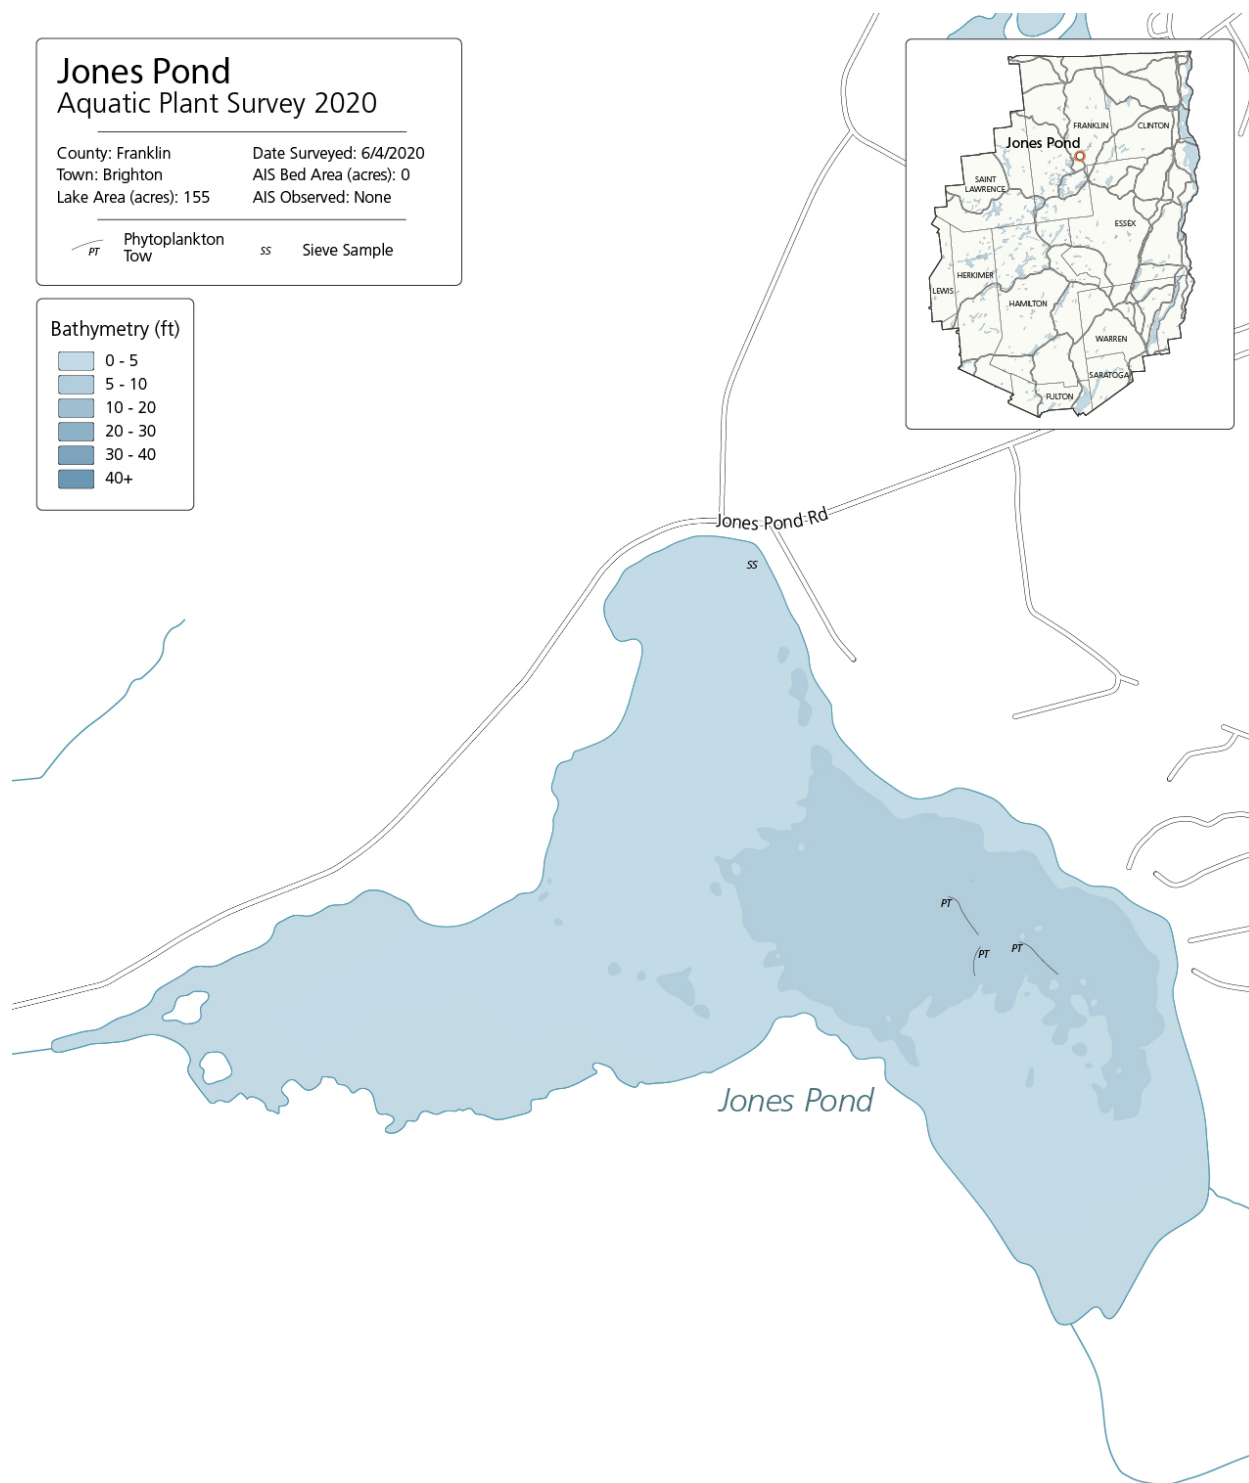 Jones Pond
Aquatic Plant Survey 2020
County: Franklin
Date Surveyed: 6/4/2020
Town: Brighton
AIS Bed Area (acres): 0
Lake Area (acres): 155
AIS Observed: None
PT
Phytoplankton
Tow
SS
Sieve Sample
Bathymetry (ft)
0 - 5
5 - 10
10 - 20
20 - 30
30 - 40
40+
FRANKLIN
CLINTON
Jones Pond
SAINT
LAWRENCE
ESSEX
HERKIMER
LEWIS
HAMILTON
WARREN
SARATOGA
FULTON
Jones Pond Rd
SS
PT
PT
PT
Jones Pond